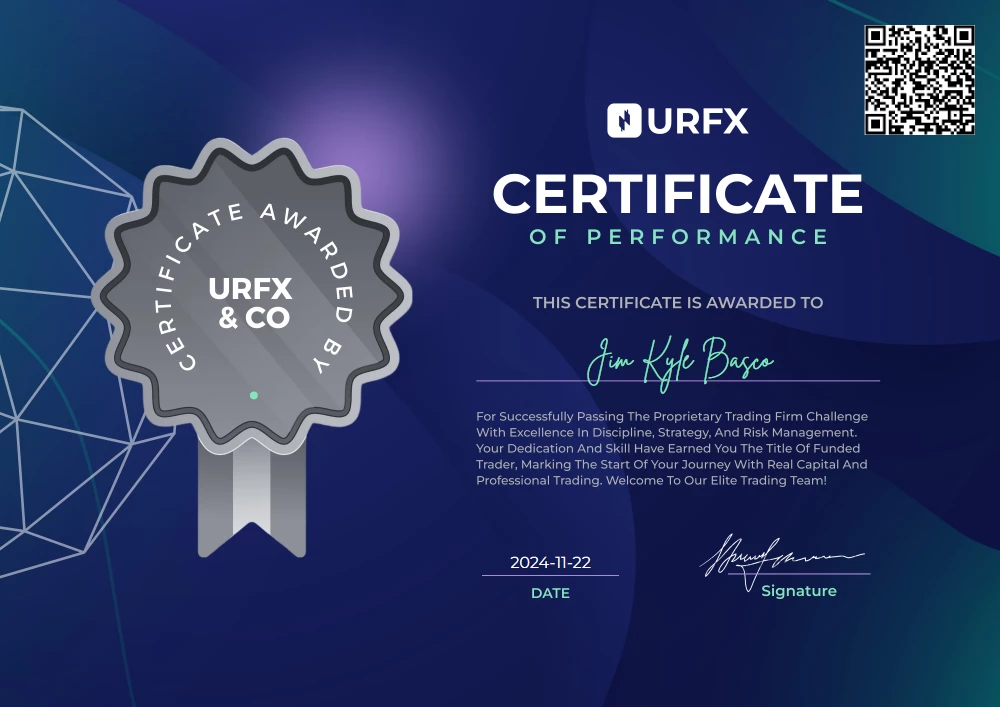 CERTIFICATE AWARDED BY
URFX
& CO
URFX
CERTIFICATE
OF PERFORMANCE
THIS CERTIFICATE IS AWARDED TO
Jim Kyle Basco
For Successfully Passing The Proprietary Trading Firm Challenge
With Excellence In Discipline, Strategy, And Risk Management.
Your Dedication And Skill Have Earned You The Title Of Funded
Trader, Marking The Start Of Your Journey With Real Capital And
Professional Trading. Welcome To Our Elite Trading Team!
2024-11-22
DATE
Signature